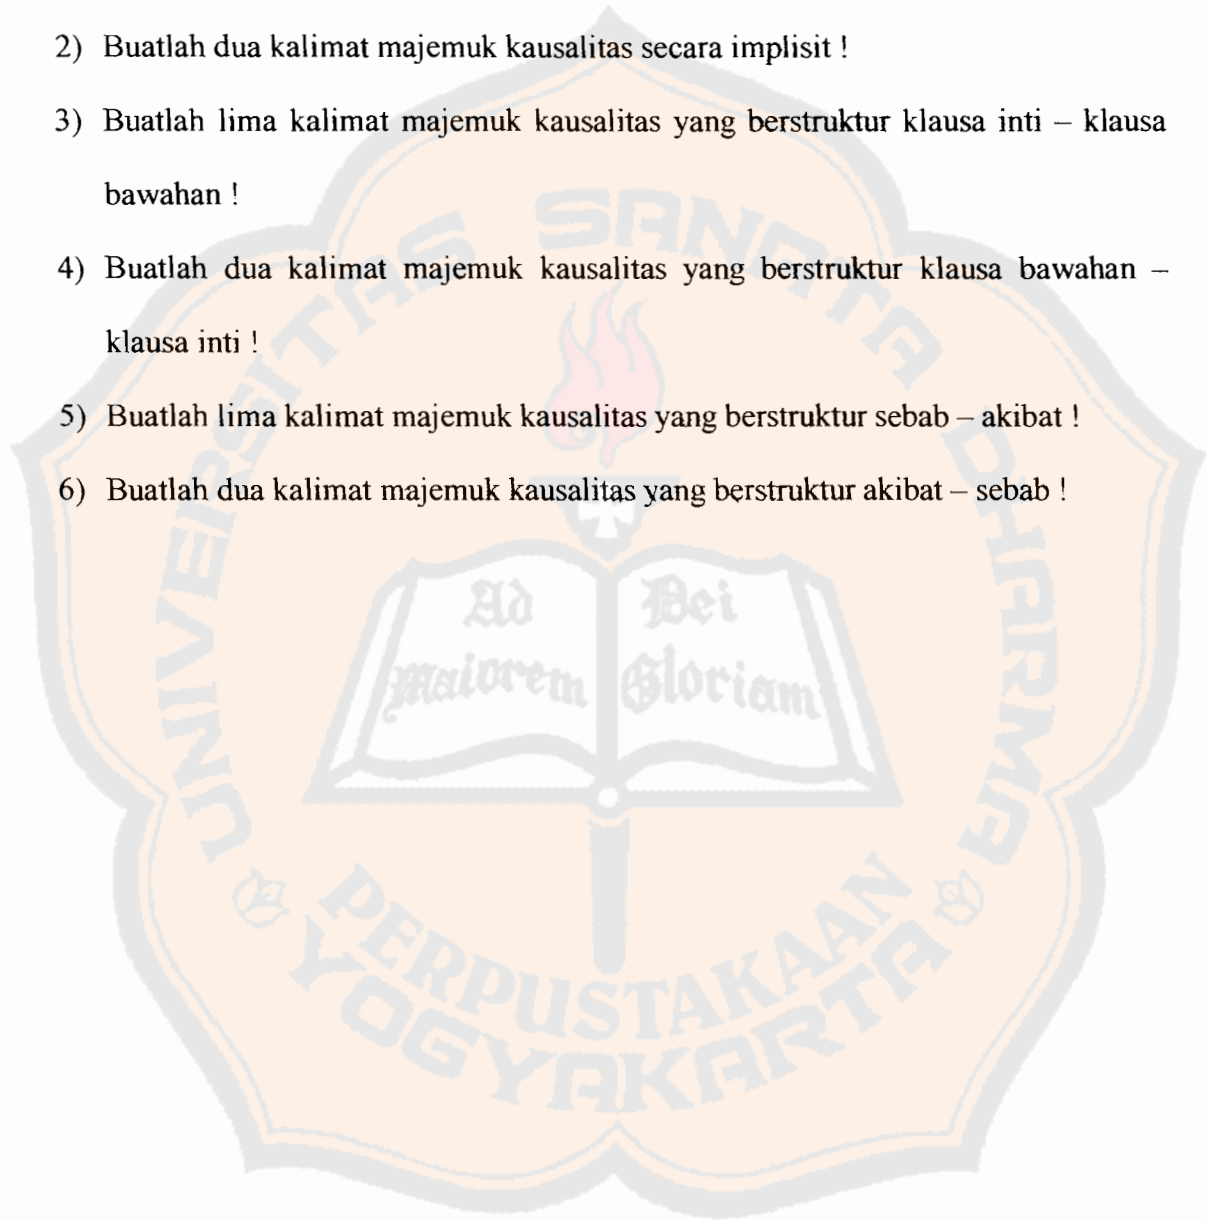 2) Buatlah dua kalimat majemuk kausalitas secara implisit !
3) Buatlah lima kalimat majemuk kausalitas yang berstruktur klausa inti – klausa
bawahan !
4) Buatlah dua kalimat majemuk kausalitas yang berstruktur klausa bawahan –
klausa inti !
5) Buatlah lima kalimat majemuk kausalitas yang berstruktur sebab – akibat !
6) Buatlah dua kalimat majemuk kausalitas yang berstruktur akibat – sebab !
UNIVERSITAS SANATA DHARMA
Ad Dei
Maiorem Gloriam
PERPUSTAKAAN
YOGYAKARTA